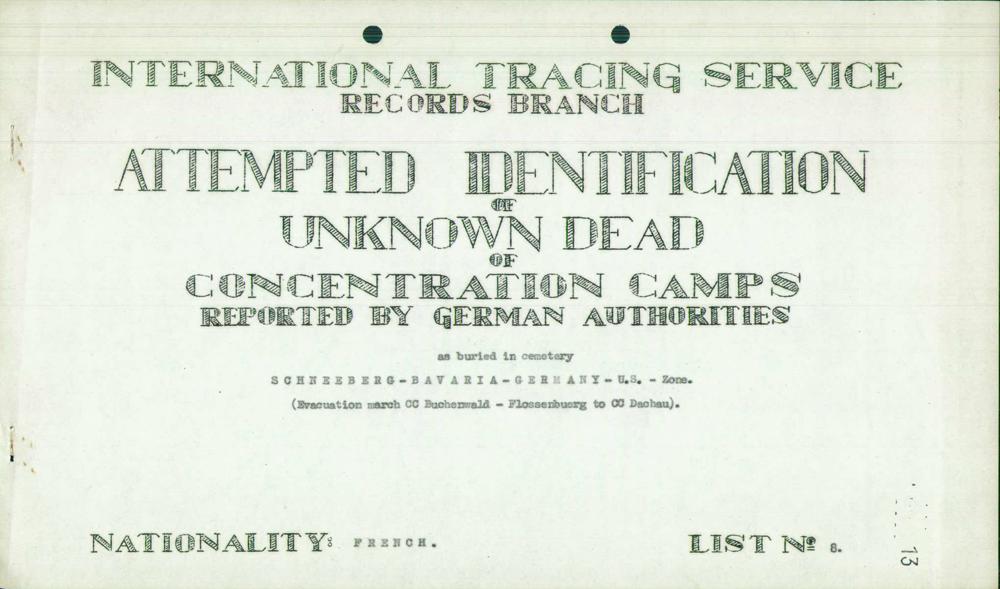 INTERNATIONAL TRACING SERVICE
RECORDS BRANCH
ATTEMPTED IDENTIFICATION
OF
UNKNOWN DEAD
OF
CONCENTRATION CAMPS
REPORTED BY GERMAN AUTHORITIES
as buried in cemetery
SCHNEEBERG-BAVARIA-GERMANY-U.S. - Zone.
(Evacuation march CC Buchenwald - Flossenbuerg to CC Dachau).
NATIONALITY: FRENCH.
LIST No 8.
13